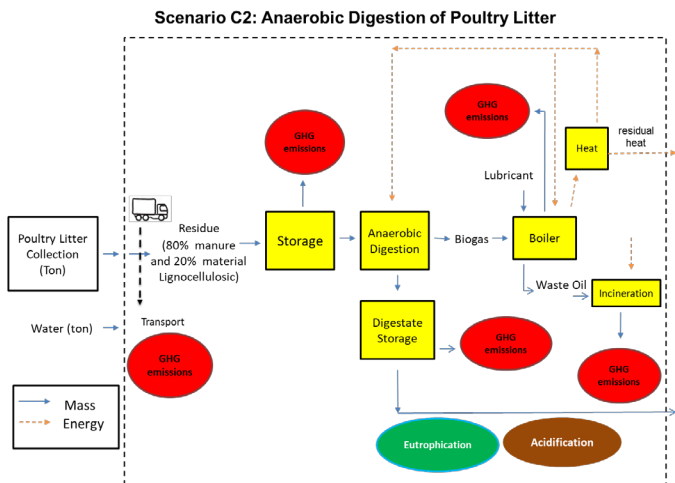 Scenario C2: Anaerobic Digestion of Poultry Litter
GHG
emissions
GHG
emissions
Heat
residual
heat
Lubricant
Poultry Litter
Collection
(Ton)
Residue
(80% manure
and 20% material
Lignocellulosic)
Storage
Anaerobic
Digestion
Biogas
Boiler
Waste Oil
Incineration
Water (ton)
Transport
GHG
emissions
Digestate
Storage
GHG
emissions
GHG
emissions
Mass
Energy
Eutrophication
Acidification